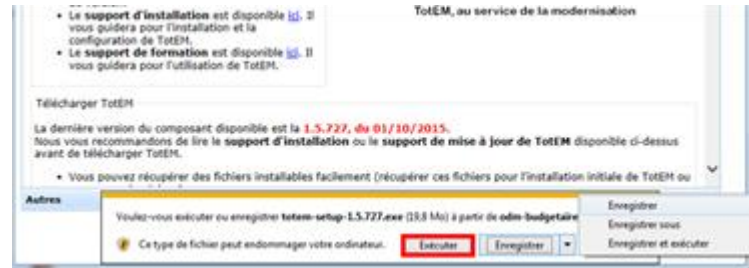 • Le support d'installation est disponible ici. Il
vous guidera pour l'installation et la
configuration de TotEM.
• Le support de formation est disponible ici. Il
vous guidera pour l'utilisation de TotEM.
TotEM, au service de la modernisation
Télécharger TotEM
La dernière version du composant disponible est la 1.5.727, du 01/10/2015.
Nous vous recommandons de lire le support d'installation ou le support de mise à jour de TotEM disponible ci-dessus
avant de télécharger TotEM.
• Vous pouvez récupérer des fichiers installables facilement (récupérer ces fichiers pour l'installation initiale de TotEM ou
Autres
Voulez-vous exécuter ou enregistrer totem-setup-1.5.727.exe (19,8 Mo) à partir de odm-budgetaire
Ce type de fichier peut endommager votre ordinateur.
Exécuter
Enregistrer
Enregistrer
Enregistrer sous
Enregistrer et exécuter